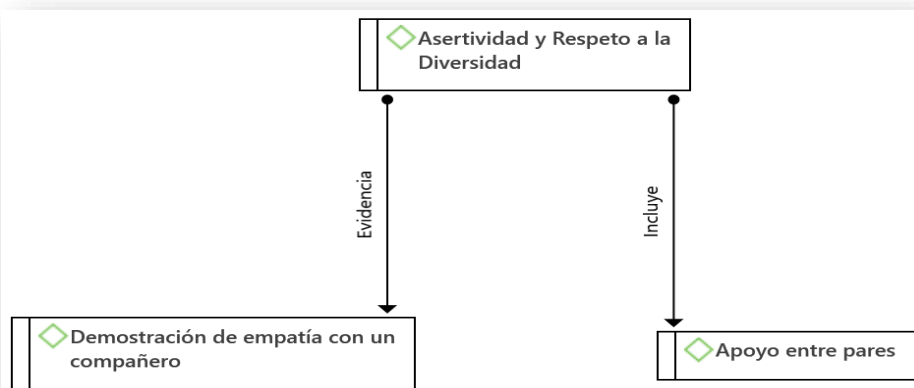 Asertividad y Respeto a la
Diversidad
Evidencia
Incluye
Demostración de empatía con un
compañero
Apoyo entre pares